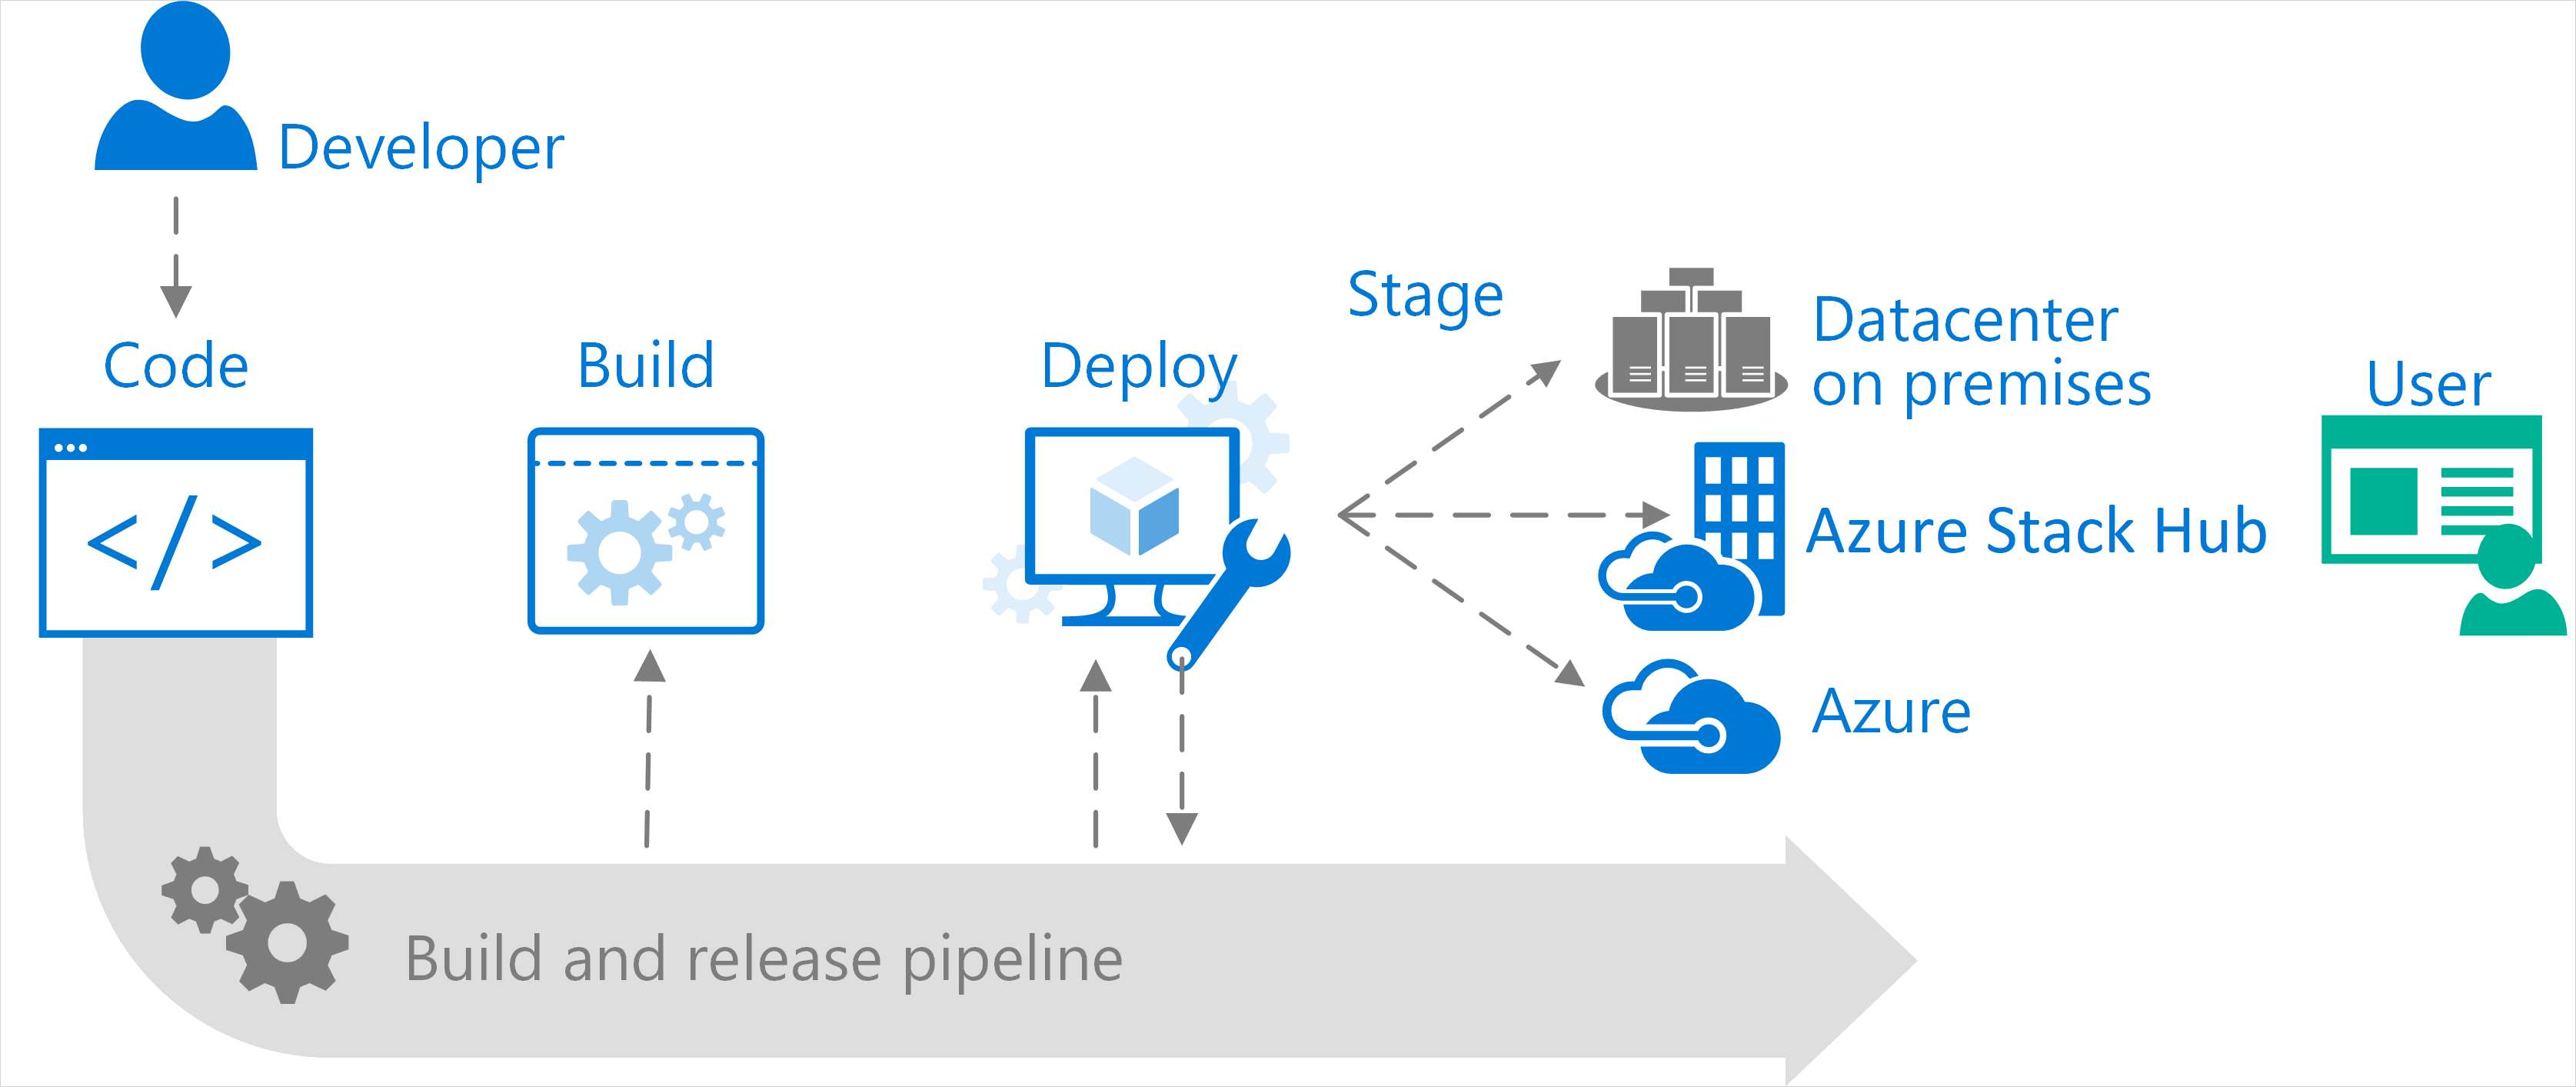 Developer
Code
Build
Deploy
Stage
Datacenter
on premises
Azure Stack Hub
Azure
User
Build and release pipeline